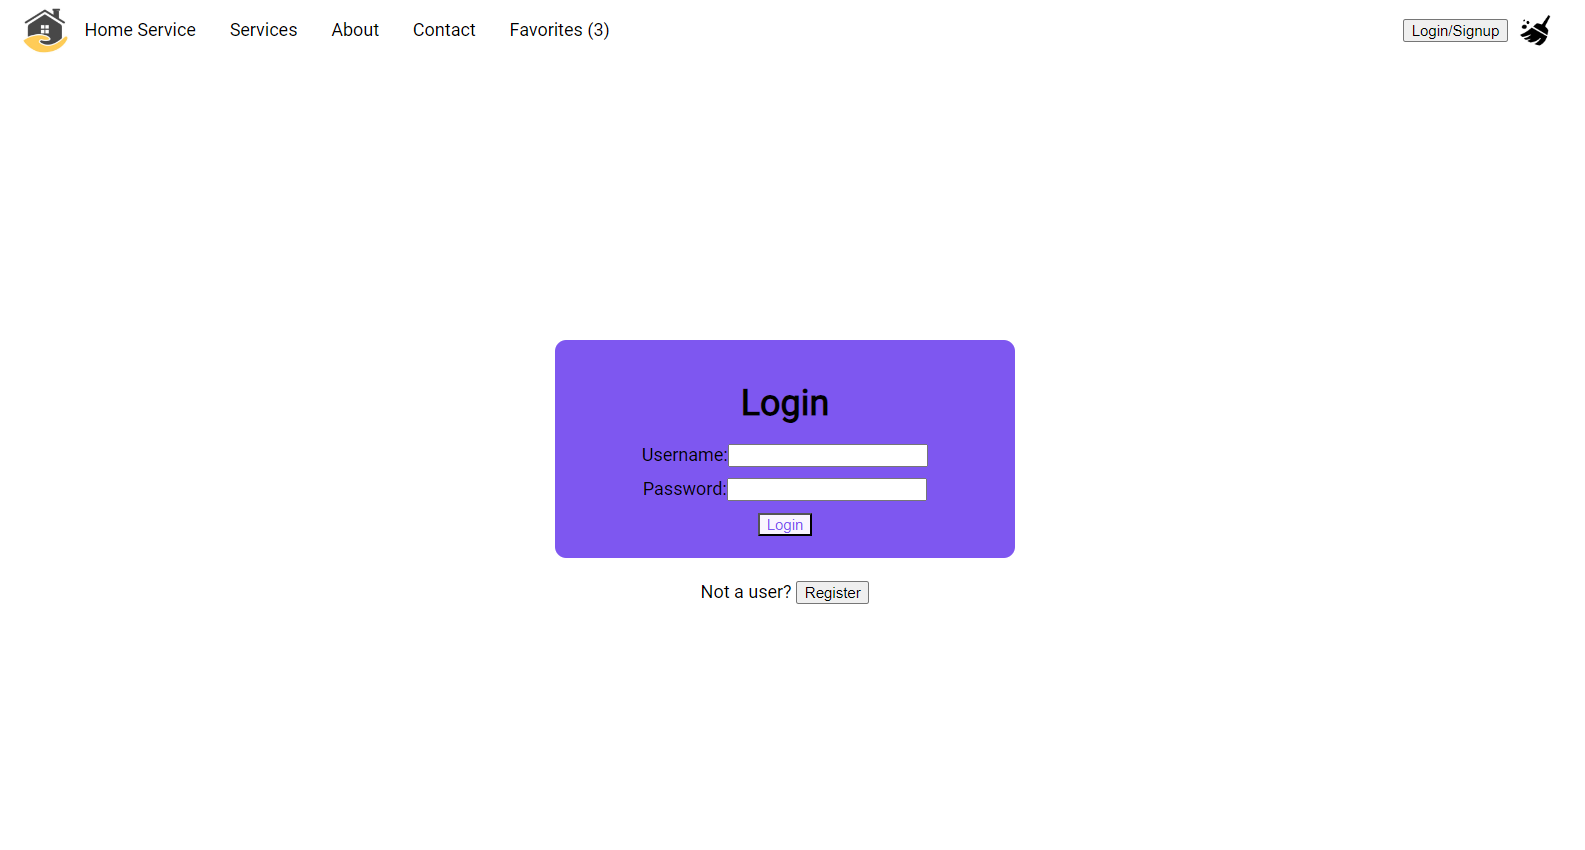 Home Service Services About Contact Favorites (3) Login/Signup
Login
Username:
Password:
Login
Not a user? Register